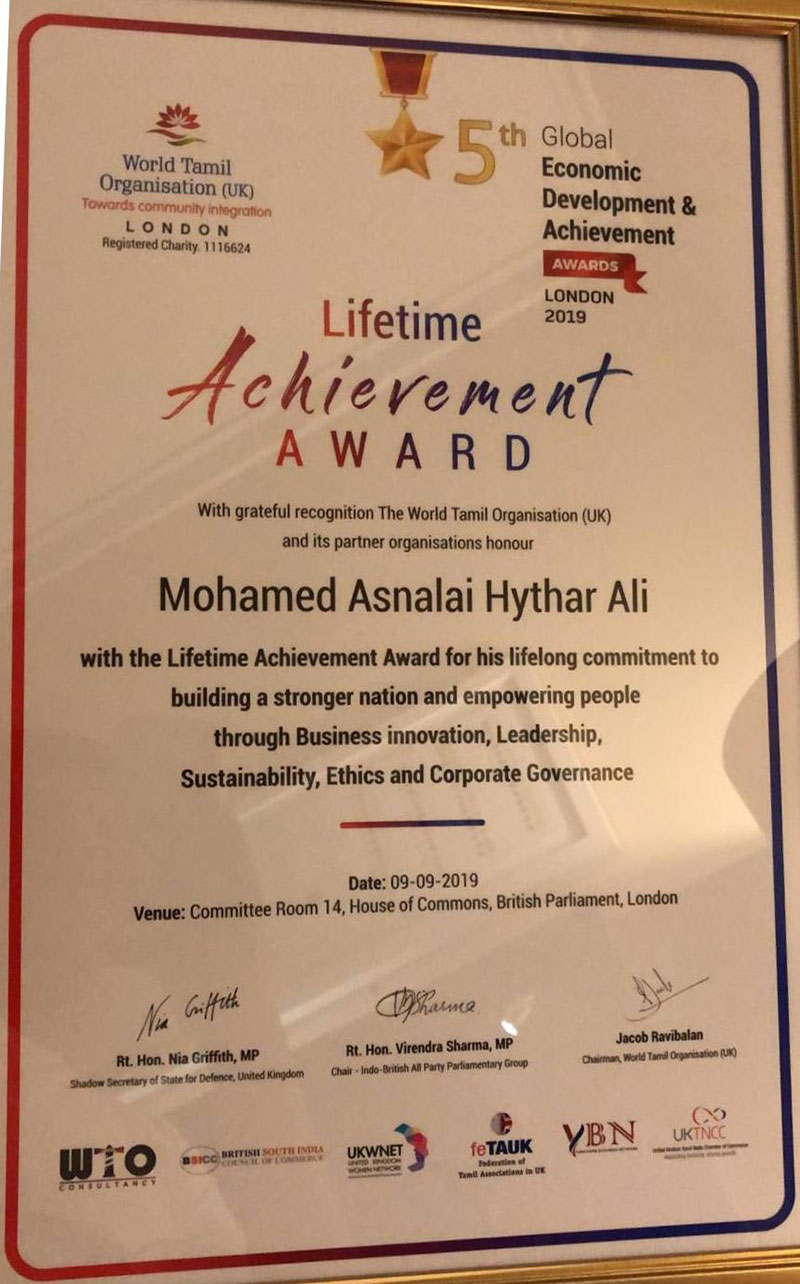 World Tamil
Organisation (UK)
Towards community integration
LONDON
Registered Charity. 1116624
5th Global
Economic
Development &
Achievement
AWARDS
LONDON
2019
Lifetime
Achievement
AWARD
With grateful recognition The World Tamil Organisation (UK)
and its partner organisations honour
Mohamed Asnalai Hythar Ali
with the Lifetime Achievement Award for his lifelong commitment to
building a stronger nation and empowering people
through Business innovation, Leadership,
Sustainability, Ethics and Corporate Governance
Date: 09-09-2019
Venue: Committee Room 14, House of Commons, British Parliament, London
Nia Griffith
Rt. Hon. Nia Griffith, MP
Shadow Secretary of State for Defence, United Kingdom
Sharma
Rt. Hon. Virendra Sharma, MP
Chair - Indo-British All Party Parliamentary Group
Jacob Ravibalan
Chairman, World Tamil Organisation (UK)
WTO
CONSULTANCY
BSICC BRITISH SOUTH INDIA
COUNCIL OF COMMERCE
UKWNET
UNITED KINGDOM
WOMEN NETWORK
feTAUK
Federation of
Tamil Associations in UK
YBN
UKTNCC